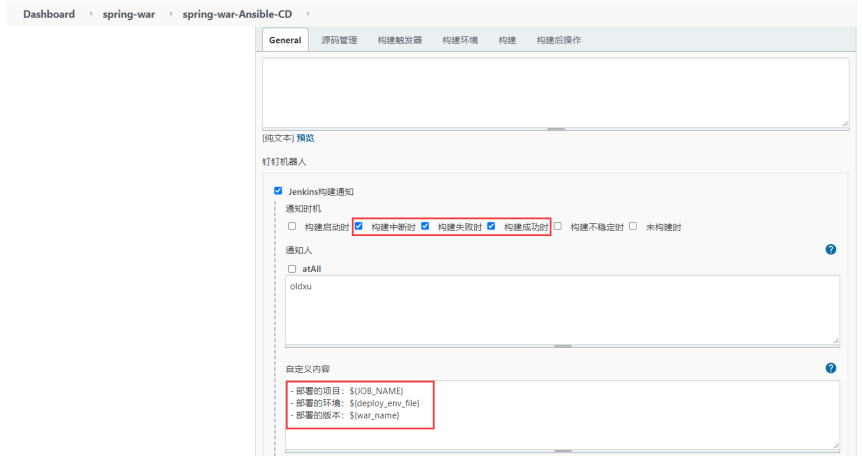 Dashboard spring-war spring-war-Ansible-CD
General 源码管理 构建触发器 构建环境 构建 构建后操作
[纯文本] 预览
钉钉机器人
Jenkins构建通知
通知时机
构建启动时 构建中断时 构建失败时 构建成功时 构建不稳定时 未构建时
通知人
atAll
oldxu
自定义内容
- 部署的项目：${JOB_NAME}
- 部署的环境：${deploy_env_file}
- 部署的版本：${war_name}